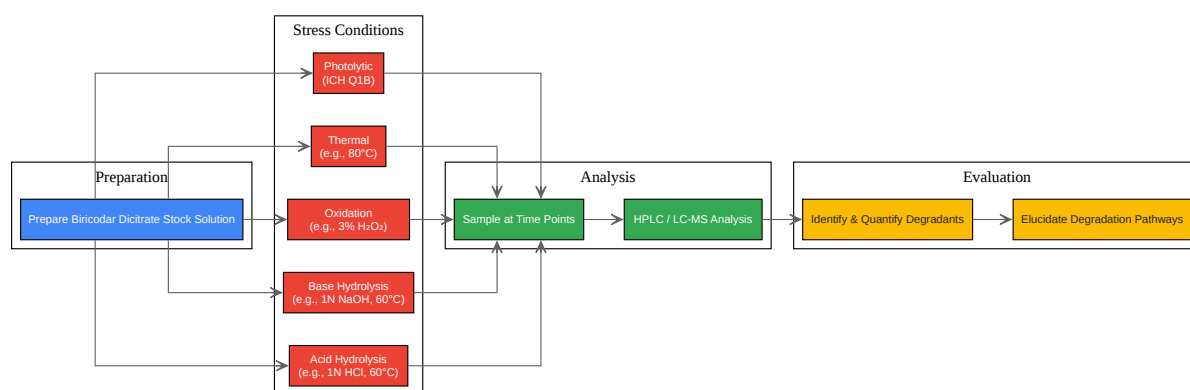 Stress Conditions
Photolytic
(ICH Q1B)
Thermal
(e.g., 80°C)
Preparation
Analysis
Evaluation
Prepare Biricodar Dicitrate Stock Solution
Oxidation
(e.g., 3% H₂O₂)
Sample at Time Points
HPLC / LC-MS Analysis
Identify & Quantify Degradants
Elucidate Degradation Pathways
Base Hydrolysis
(e.g., 1N NaOH, 60°C)
Acid Hydrolysis
(e.g., 1N HCl, 60°C)